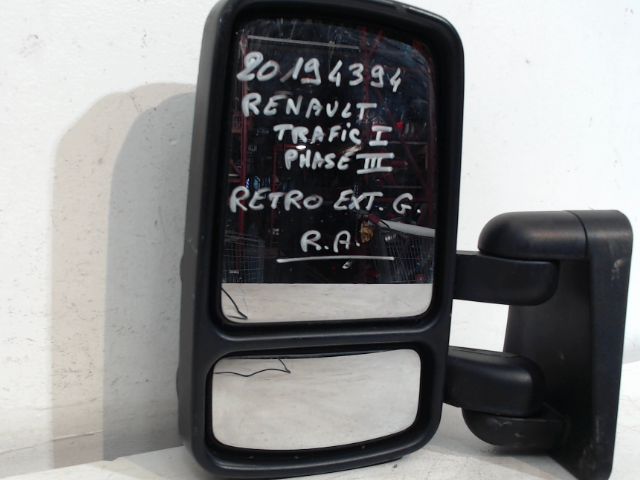 20194394
RENAULT
TRAFIC I
PHASE III
RETRO EXT. G.
R.A.